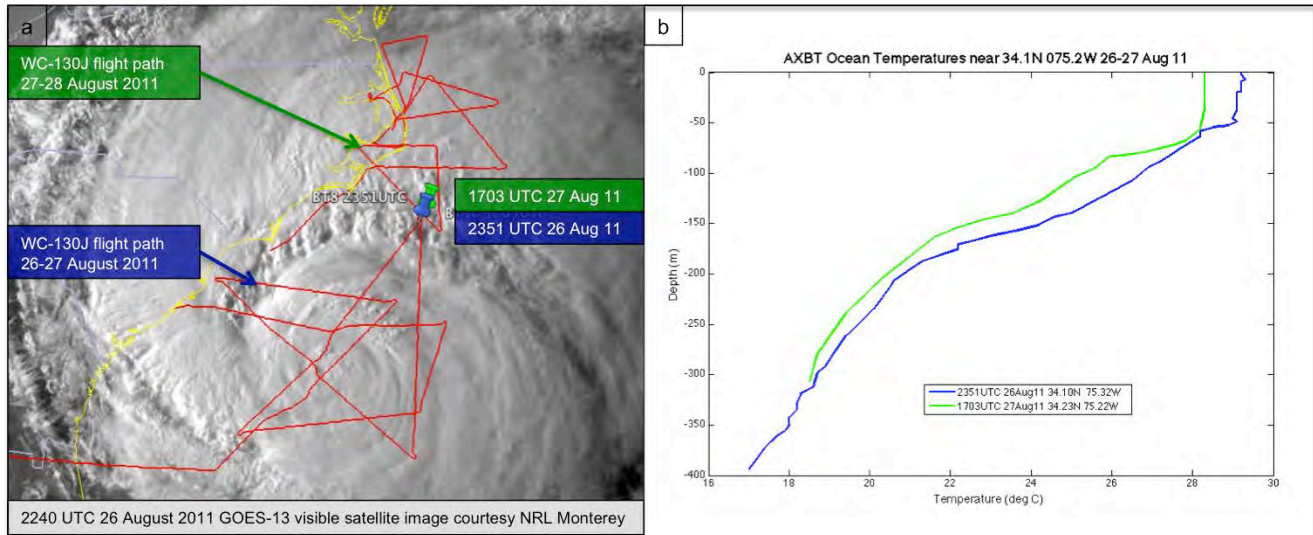 a
WC-130J flight path
27-28 August 2011
BT8 2351UTC
1703 UTC 27 Aug 11
2351 UTC 26 Aug 11
WC-130J flight path
26-27 August 2011
2240 UTC 26 August 2011 GOES-13 visible satellite image courtesy NRL Monterey
b
AXBT Ocean Temperatures near 34.1N 075.2W 26-27 Aug 11
0
-50
-100
-150
-200
-250
-300
-350
-400
Depth (m)
2351UTC 26Aug11 34.10N 75.32W
1703UTC 27Aug11 34.23N 75.22W
16 18 20 22 24 26 28 30
Temperature (deg C)